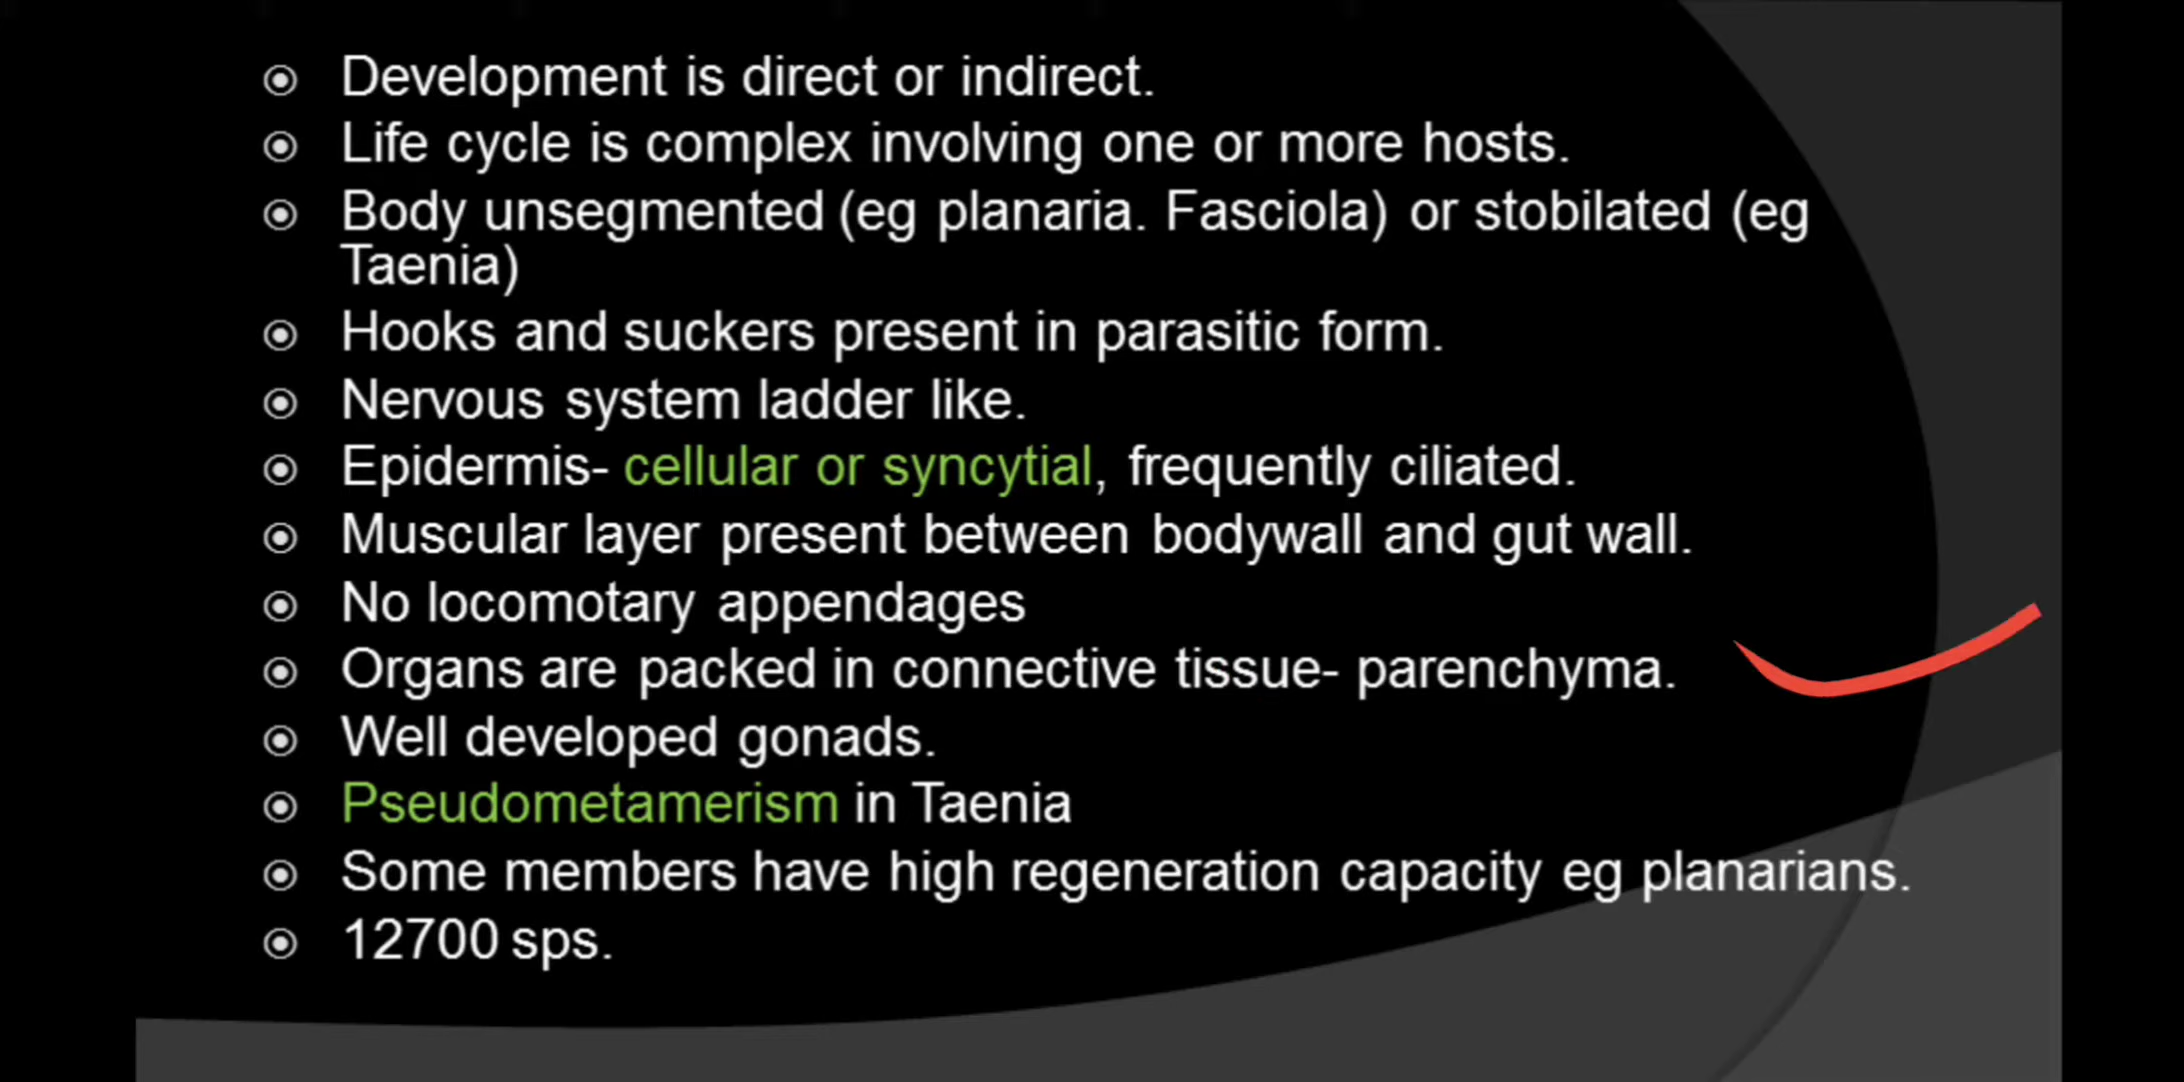 Development is direct or indirect.
Life cycle is complex involving one or more hosts.
Body unsegmented (eg planaria. Fasciola) or stobilated (eg
Taenia)
Hooks and suckers present in parasitic form.
Nervous system ladder like.
Epidermis- cellular or syncytial, frequently ciliated.
Muscular layer present between bodywall and gut wall.
No locomotary appendages
Organs are packed in connective tissue- parenchyma.
Well developed gonads.
Pseudometamerism in Taenia
Some members have high regeneration capacity eg planarians.
12700 sps.